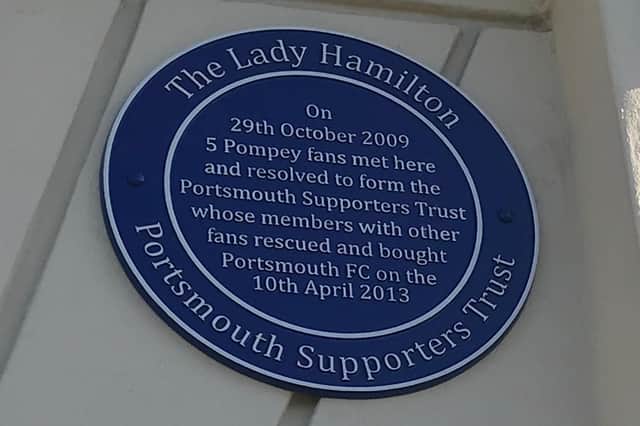 The Lady Hamilton
On
29th October 2009
5 Pompey fans met here
and resolved to form the
Portsmouth Supporters Trust
whose members with other
fans rescued and bought
Portsmouth FC on the
10th April 2013
Portsmouth Supporters Trust